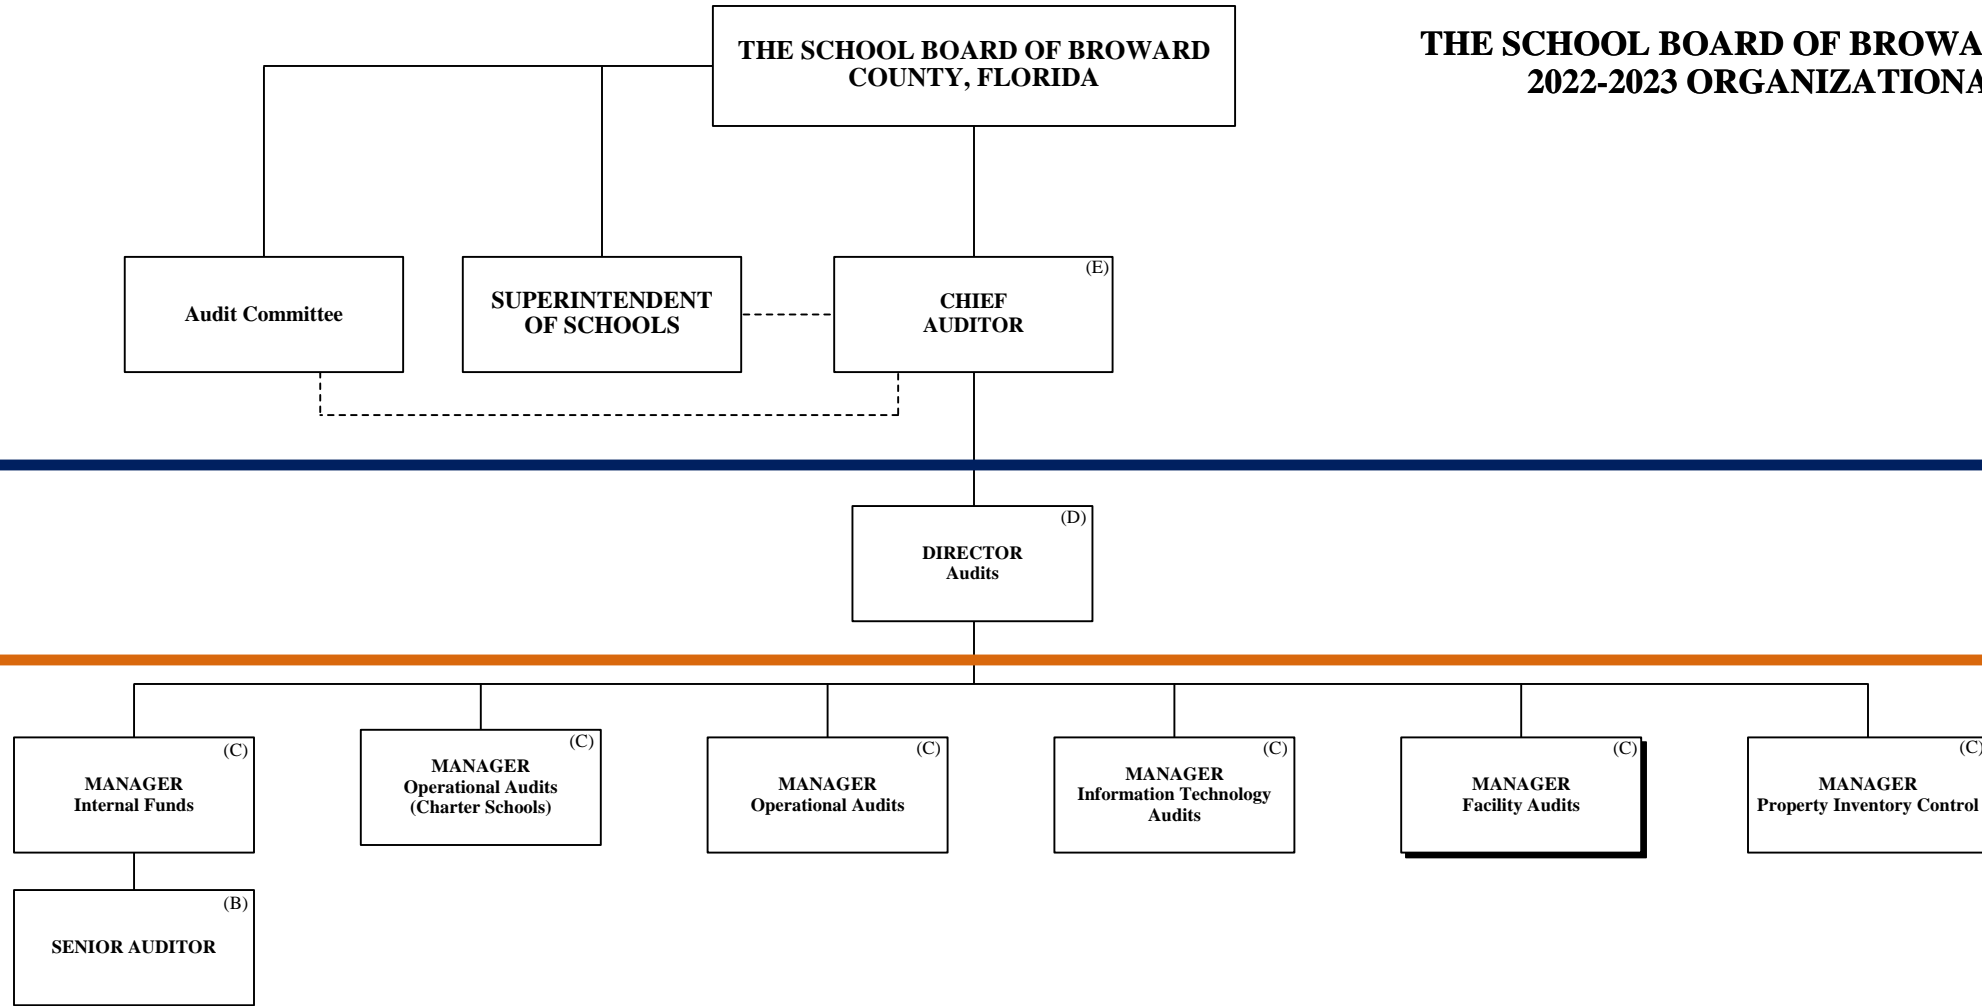 THE SCHOOL BOARD OF BROWARD
COUNTY, FLORIDA
THE SCHOOL BOARD OF BROWA
2022-2023 ORGANIZATIONA
Audit Committee
SUPERINTENDENT
OF SCHOOLS
(E)
CHIEF
AUDITOR
(D)
DIRECTOR
Audits
(C)
MANAGER
Internal Funds
(C)
MANAGER
Operational Audits
(Charter Schools)
(C)
MANAGER
Operational Audits
(C)
MANAGER
Information Technology
Audits
(C)
MANAGER
Facility Audits
(C)
MANAGER
Property Inventory Control
(B)
SENIOR AUDITOR